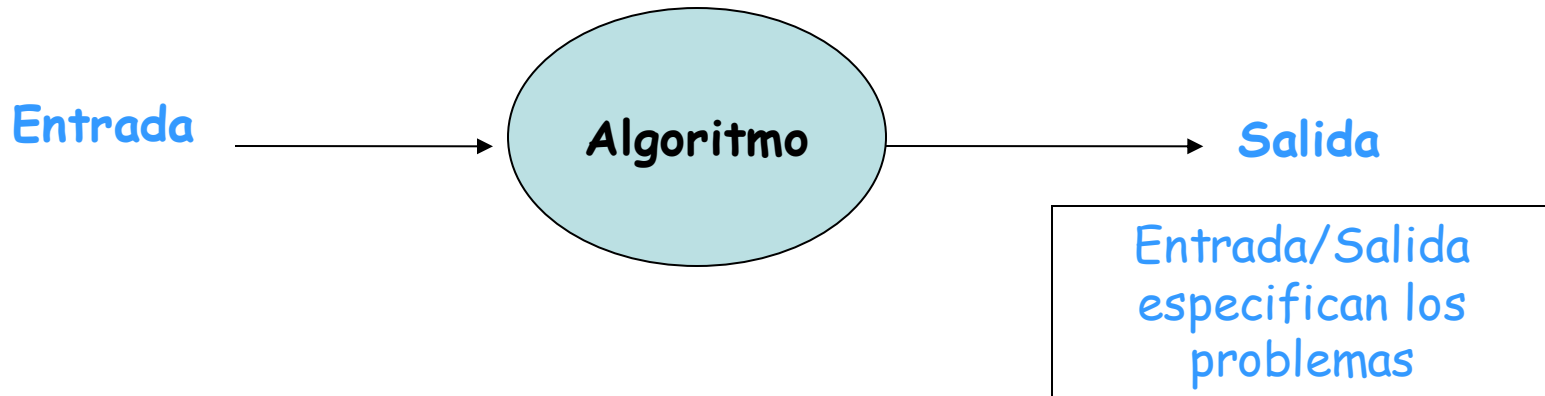 Entrada
Algoritmo
Salida
Entrada/Salida
especifican los
problemas